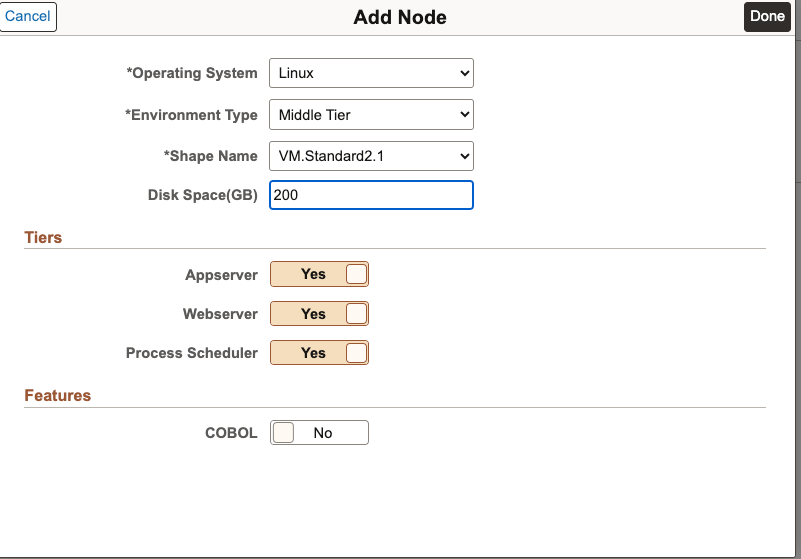 Cancel Add Node Done
*Operating System Linux
*Environment Type Middle Tier
*Shape Name VM.Standard2.1
Disk Space(GB) 200
Tiers
Appserver Yes
Webserver Yes
Process Scheduler Yes
Features
COBOL No